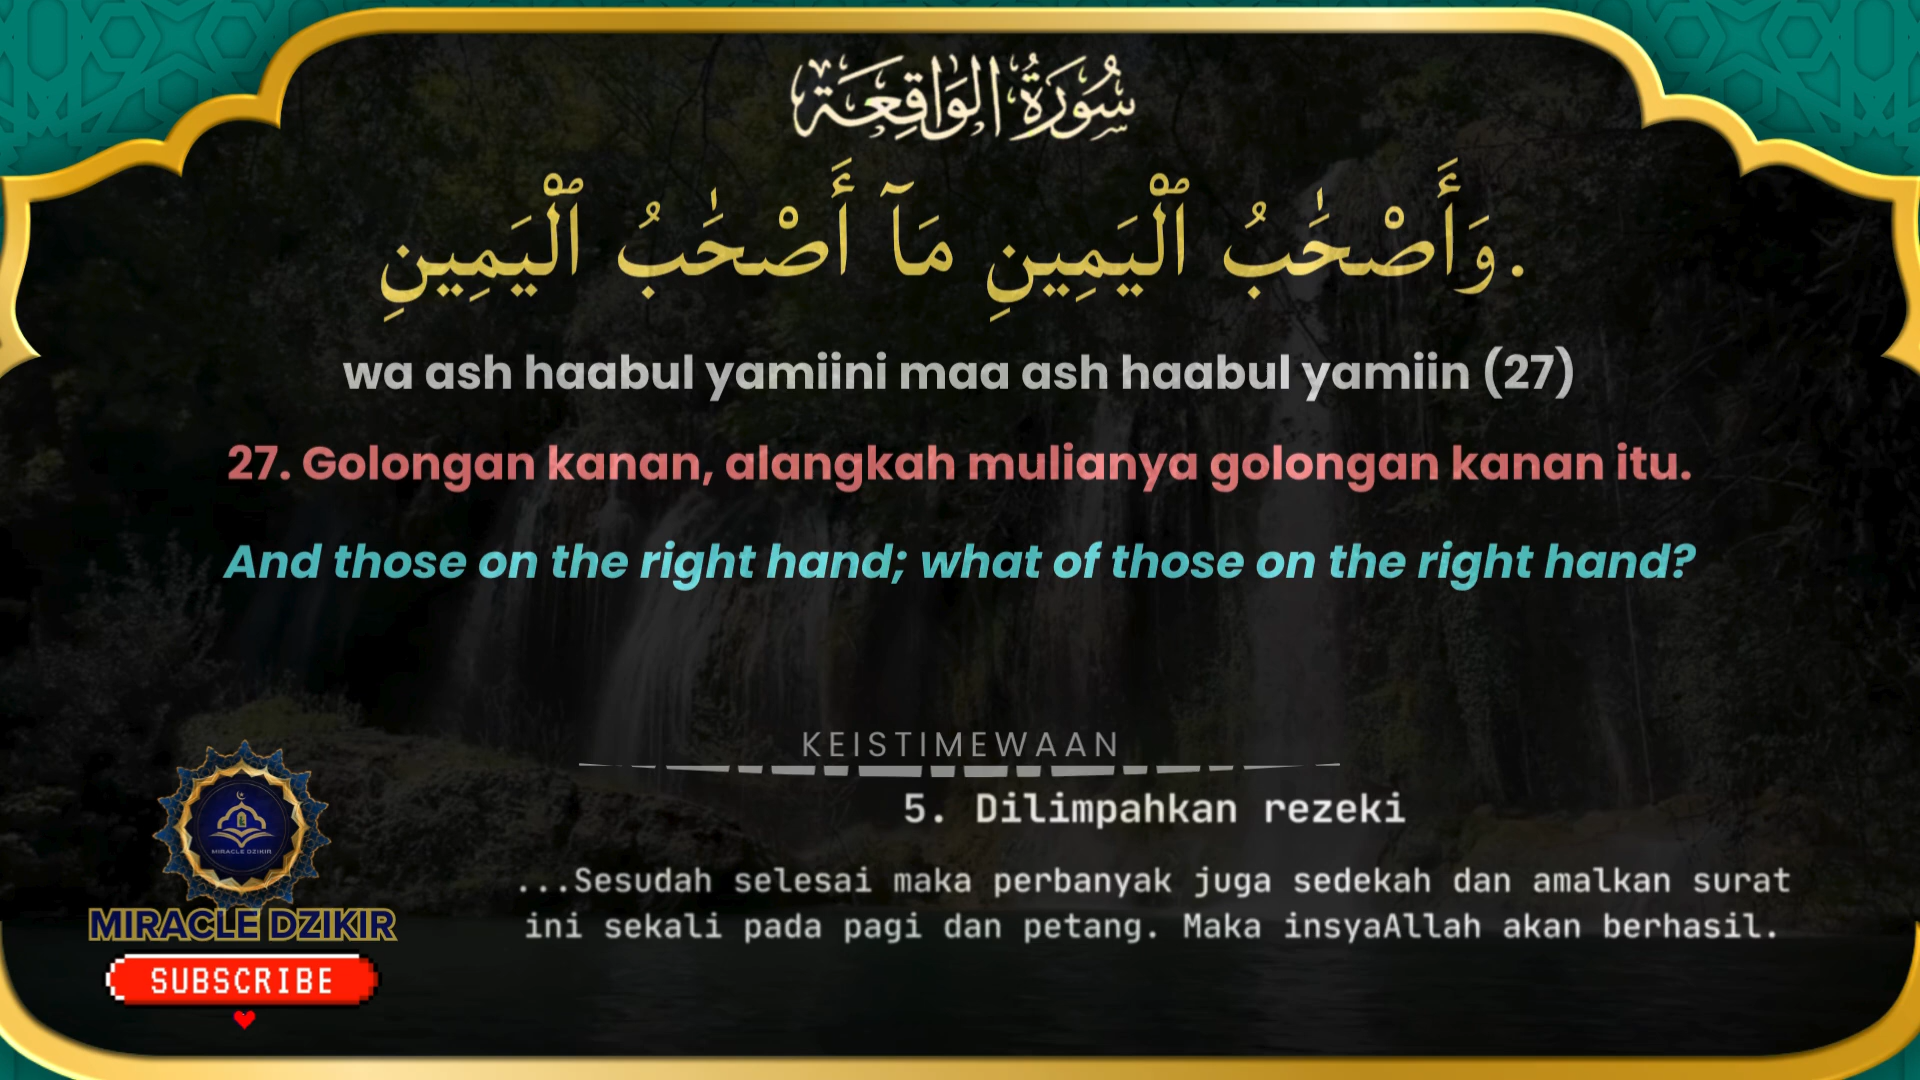 سُورَةُ الوَاقِعَة
وَأَصْحَٰبُ ٱلْيَمِينِ مَآ أَصْحَٰبُ ٱلْيَمِينِ.
wa ash haabul yamiini maa ash haabul yamiin (27)
27. Golongan kanan, alangkah mulianya golongan kanan itu.
And those on the right hand; what of those on the right hand?
KEISTIMEWAAN
5. Dilimpahkan rezeki
...Sesudah selesai maka perbanyak juga sedekah dan amalkan surat
ini sekali pada pagi dan petang. Maka insyaAllah akan berhasil.
MIRACLE DZIKIR
MIRACLE DZIKIR
SUBSCRIBE